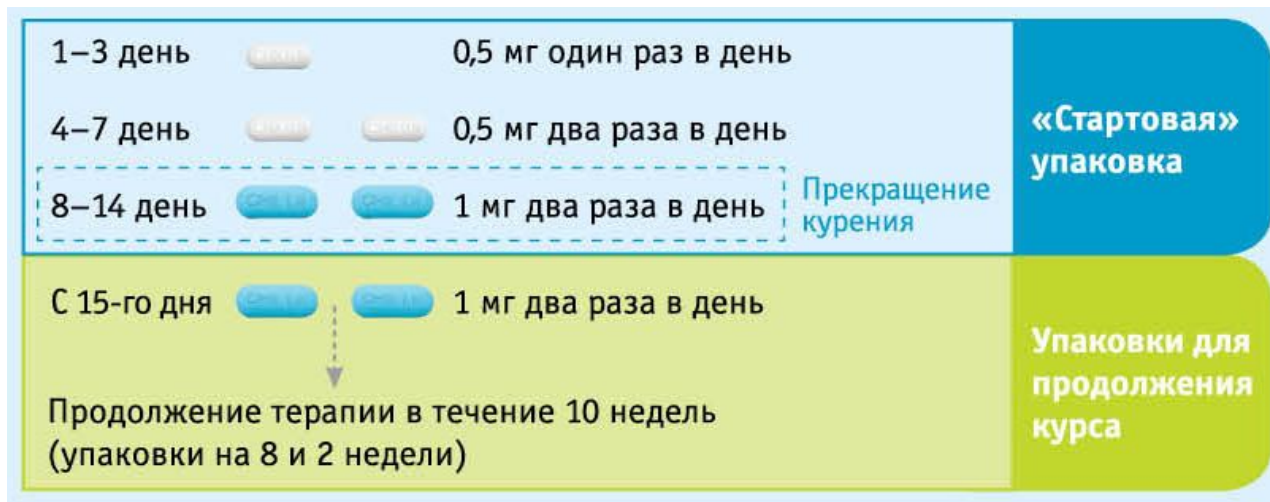 1–3 день 0,5 мг один раз в день
4–7 день 0,5 мг два раза в день
8–14 день 1 мг два раза в день
Прекращение
курения
«Стартовая»
упаковка
С 15-го дня 1 мг два раза в день
Продолжение терапии в течение 10 недель
(упаковки на 8 и 2 недели)
Упаковки для
продолжения
курса